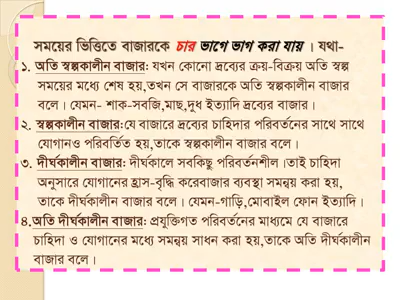 সময়ের ভিত্তিতে বাজারকে চার ভাগে ভাগ করা যায় । যথা-
১. অতি স্বল্পকালীন বাজার: যখন কোনো দ্রব্যের ক্রয়-বিক্রয় অতি স্বল্প
সময়ের মধ্যে শেষ হয়,তখন সে বাজারকে অতি স্বল্পকালীন বাজার
বলে। যেমন- শাক-সবজি,মাছ,দুধ ইত্যাদি দ্রব্যের বাজার।
২. স্বল্পকালীন বাজার:যে বাজারে দ্রব্যের চাহিদার পরিবর্তনের সাথে সাথে
যোগানও পরিবর্তিত হয়,তাকে স্বল্পকালীন বাজার বলে।
৩. দীর্ঘকালীন বাজার: দীর্ঘকালে সবকিছু পরিবর্তনশীল ।তাই চাহিদা
অনুসারে যোগানের হ্রাস-বৃদ্ধি করেবাজার ব্যবস্থা সমন্বয় করা হয়,
তাকে দীর্ঘকালীন বাজার বলে। যেমন-গাড়ি,মোবাইল ফোন ইত্যাদি।
৪.অতি দীর্ঘকালীন বাজার: প্রযুক্তিগত পরিবর্তনের মাধ্যমে যে বাজারে
চাহিদা ও যোগানের মধ্যে সমন্বয় সাধন করা হয়,তাকে অতি দীর্ঘকালীন
বাজার বলে।